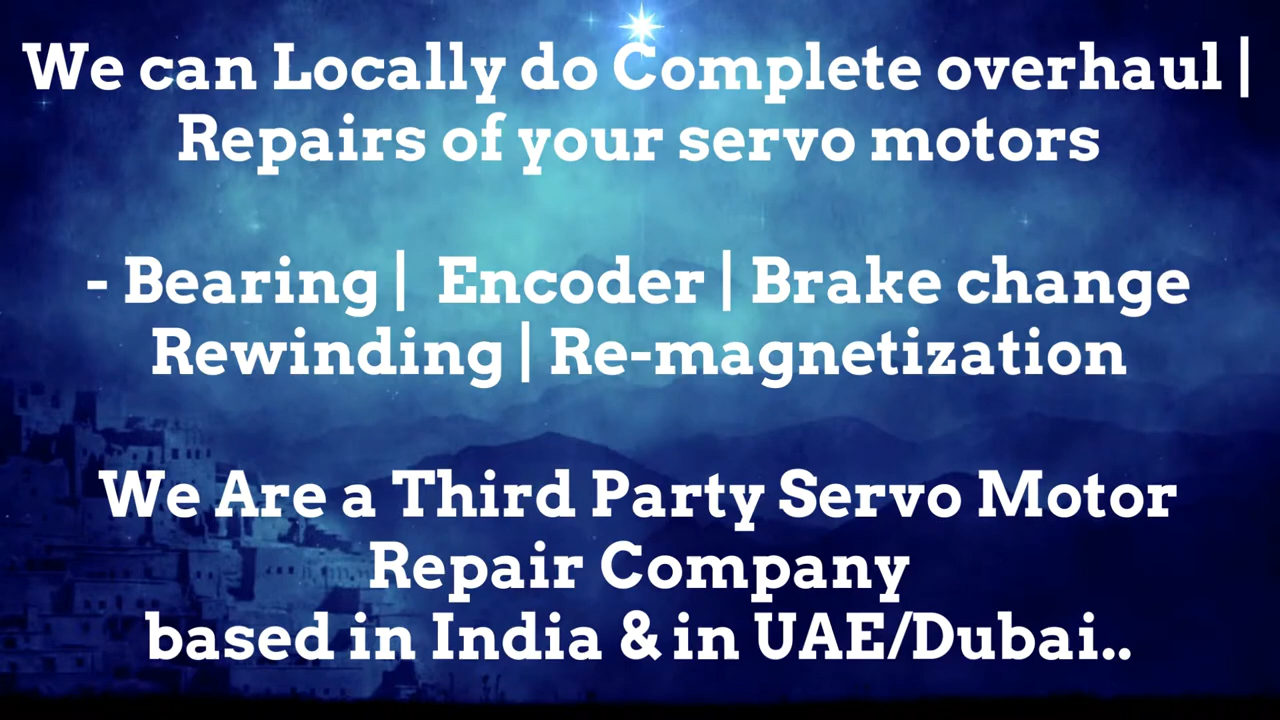 We can Locally do Complete overhaul |
Repairs of your servo motors
- Bearing | Encoder | Brake change
Rewinding | Re-magnetization
We Are a Third Party Servo Motor
Repair Company
based in India & in UAE/Dubai..